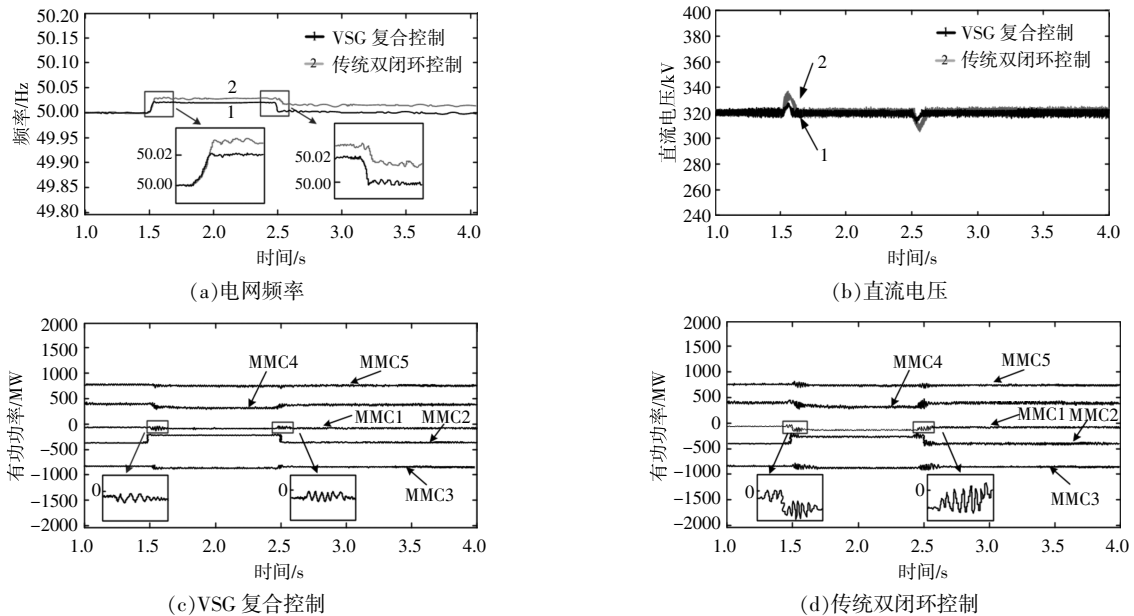 50.20
50.15
50.10
50.05
50.00
49.95
49.90
49.85
49.80
频率/Hz
1 VSG 复合控制
2 传统双闭环控制
2
1
50.02
50.00
50.02
50.00
1.0 1.5 2.0 2.5 3.0 3.5 4.0
时间/s
(a)电网频率
400
380
360
340
320
300
280
260
240
直流电压/kV
1 VSG 复合控制
2 传统双闭环控制
2
1
1.0 1.5 2.0 2.5 3.0 3.5 4.0
时间/s
(b)直流电压
2000
1500
1000
500
0
−500
−1000
−1500
−2000
有功功率/MW
MMC4
MMC5
MMC1
MMC2
MMC3
0
0
1.0 1.5 2.0 2.5 3.0 3.5 4.0
时间/s
(c)VSG 复合控制
2000
1500
1000
500
0
−500
−1000
−1500
−2000
有功功率/MW
MMC4
MMC5
MMC1
MMC2
MMC3
0
0
1.0 1.5 2.0 2.5 3.0 3.5 4.0
时间/s
(d)传统双闭环控制